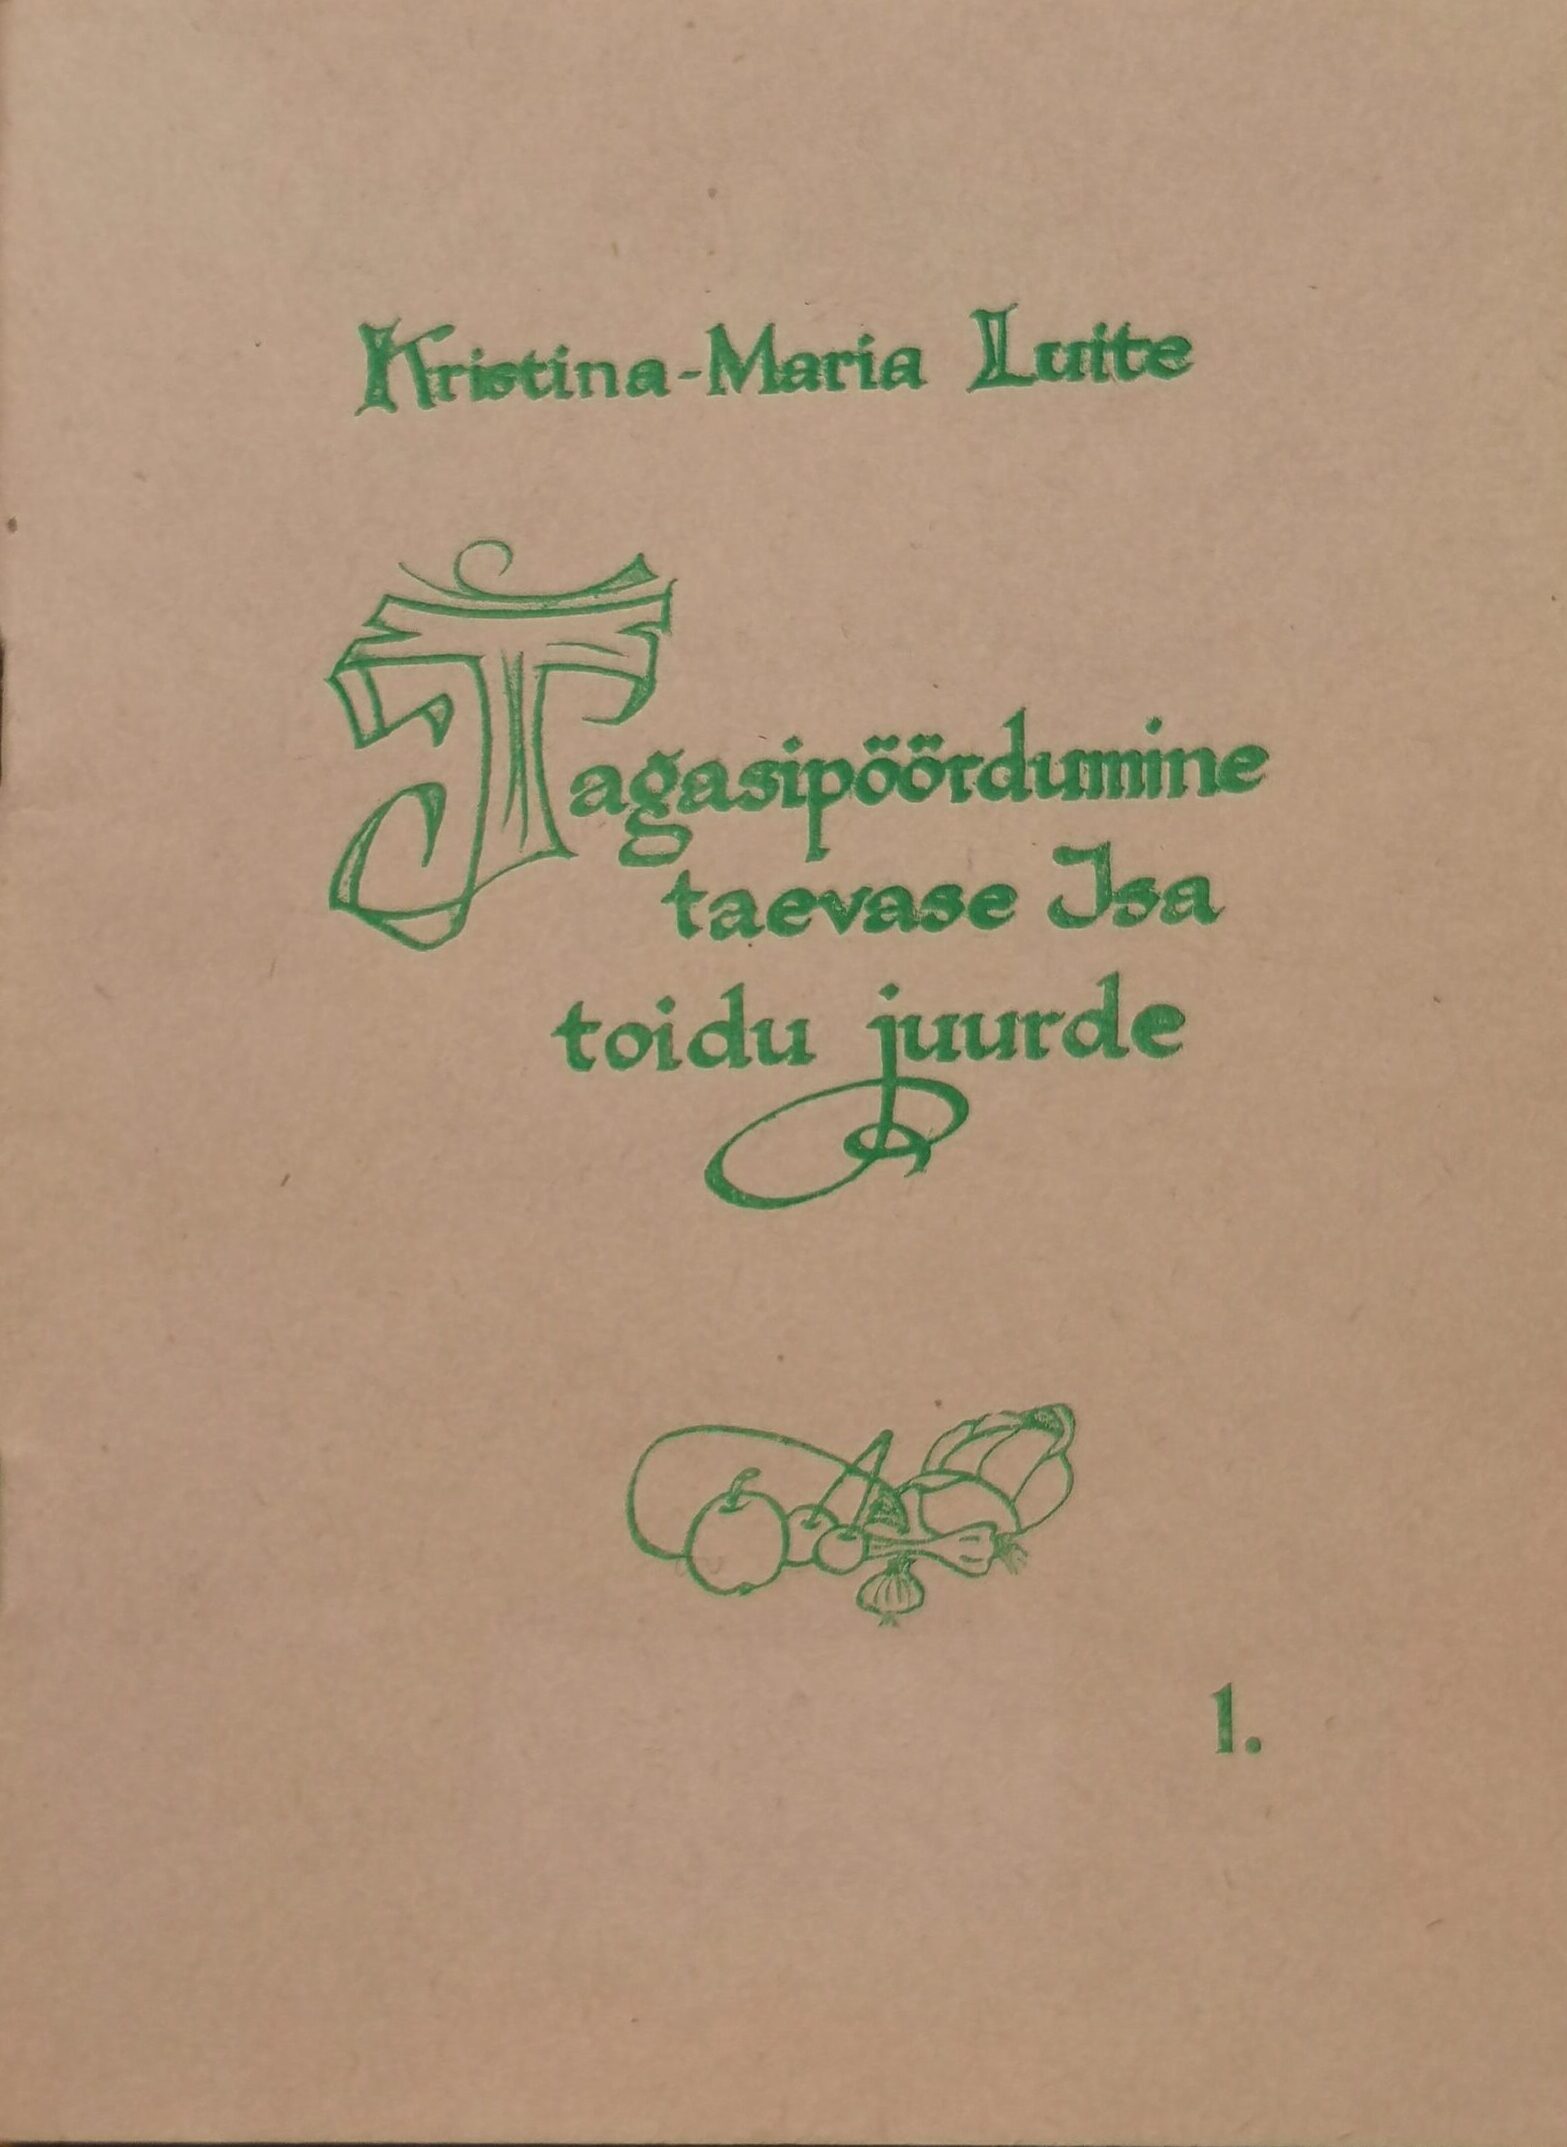 Kristina-Maria Luite
Tagasipöördumine
taevase Isa
toidu juurde
1.